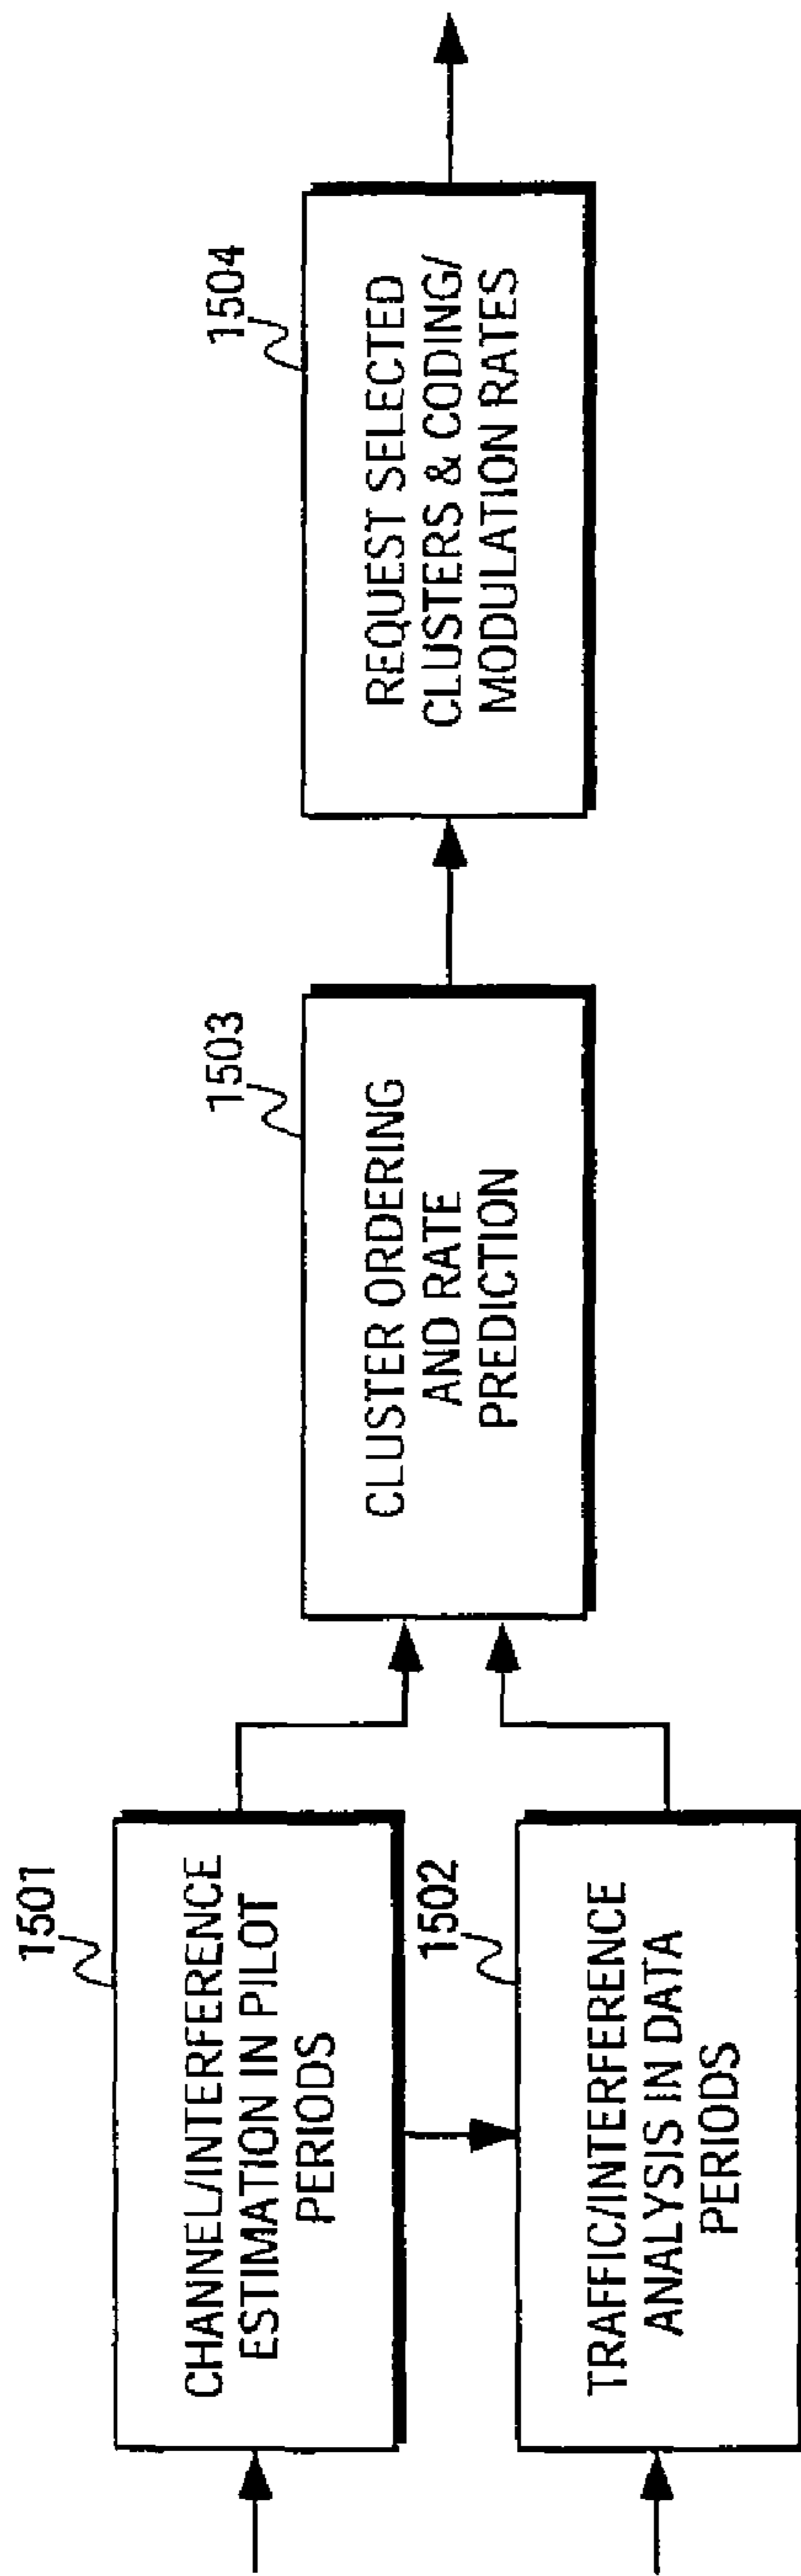 1501
CHANNEL/INTERFERENCE
ESTIMATION IN PILOT
PERIODS
1502
TRAFFIC/INTERFERENCE
ANALYSIS IN DATA
PERIODS
1503
CLUSTER ORDERING
AND RATE
PREDICTION
1504
REQUEST SELECTED
CLUSTERS & CODING/
MODULATION RATES